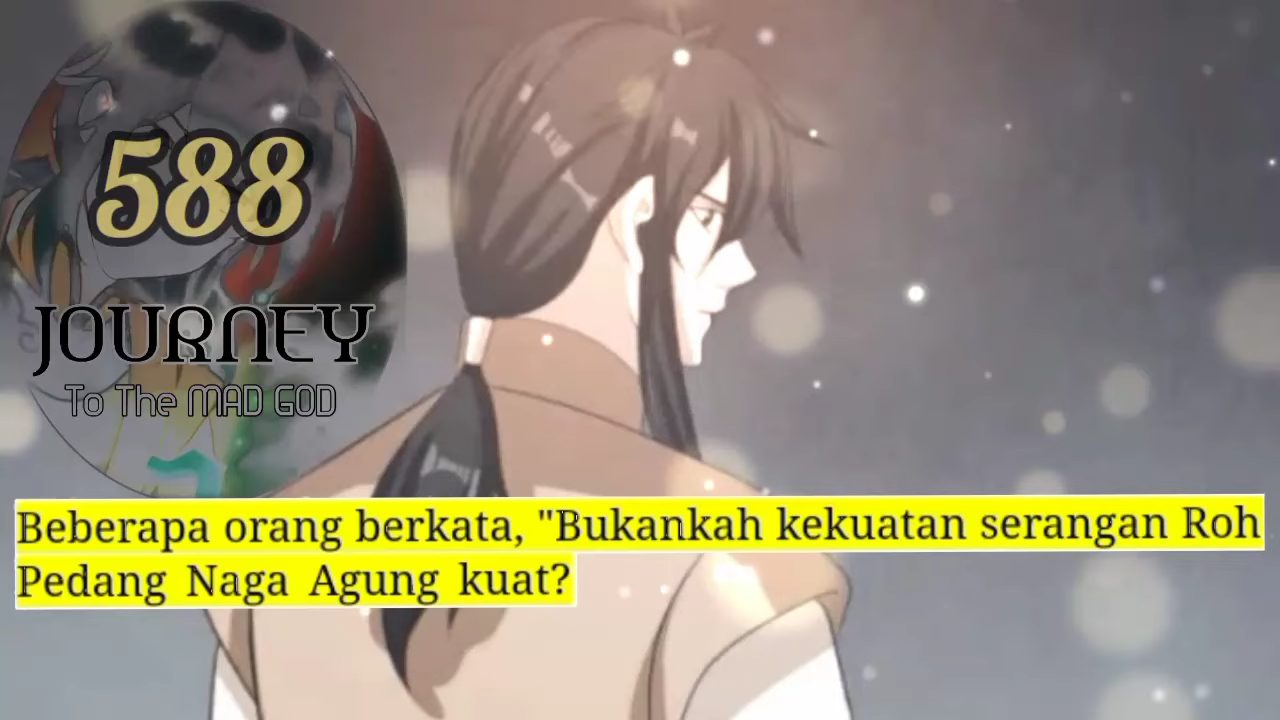 588
JOURNEY
To The MAD GOD
Beberapa orang berkata, "Bukankah kekuatan serangan Roh
Pedang Naga Agung kuat?